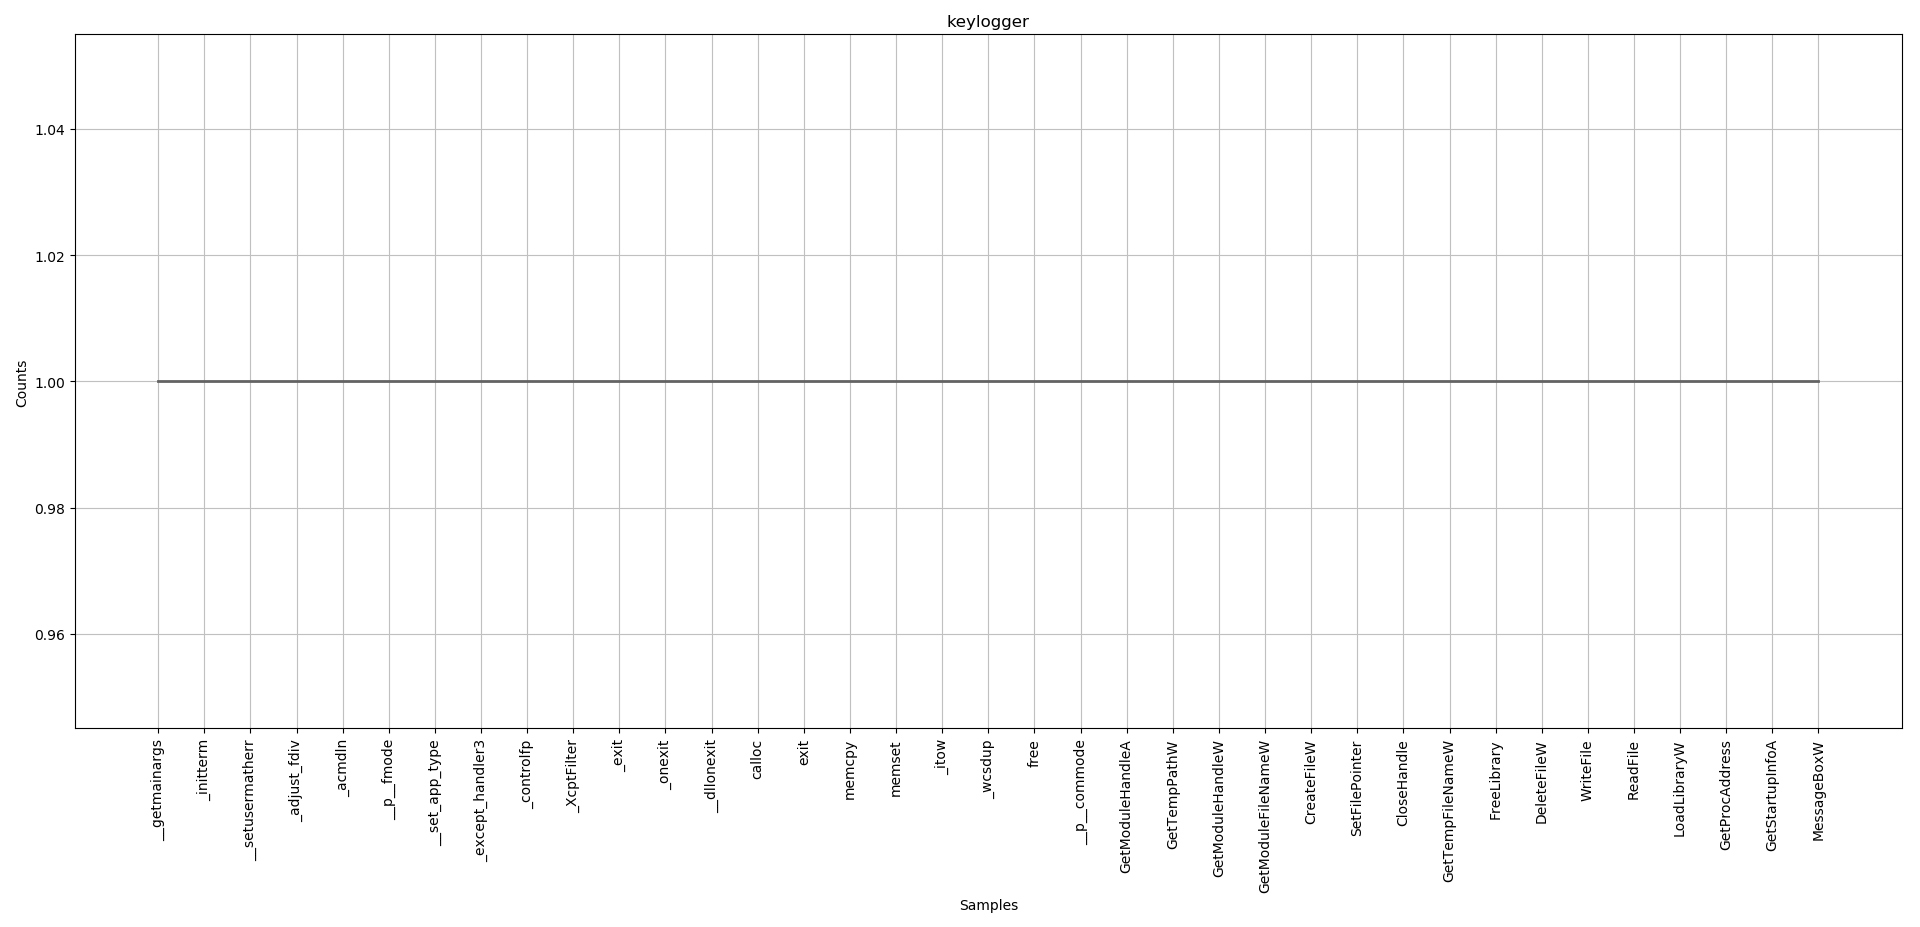 keylogger
1.04
1.02
1.00
0.98
0.96
Counts
__getmainargs
_initterm
__setusermatherr
_adjust_fdiv
_acmdln
__p__fmode
__set_app_type
_except_handler3
_controlfp
_XcptFilter
_exit
_onexit
__dllonexit
calloc
exit
memcpy
memset
_itow
_wcsdup
free
__p__commode
GetModuleHandleA
GetTempPathW
GetModuleHandleW
GetModuleFileNameW
CreateFileW
SetFilePointer
CloseHandle
GetTempFileNameW
FreeLibrary
DeleteFileW
WriteFile
ReadFile
LoadLibraryW
GetProcAddress
GetStartupInfoA
MessageBoxW
Samples